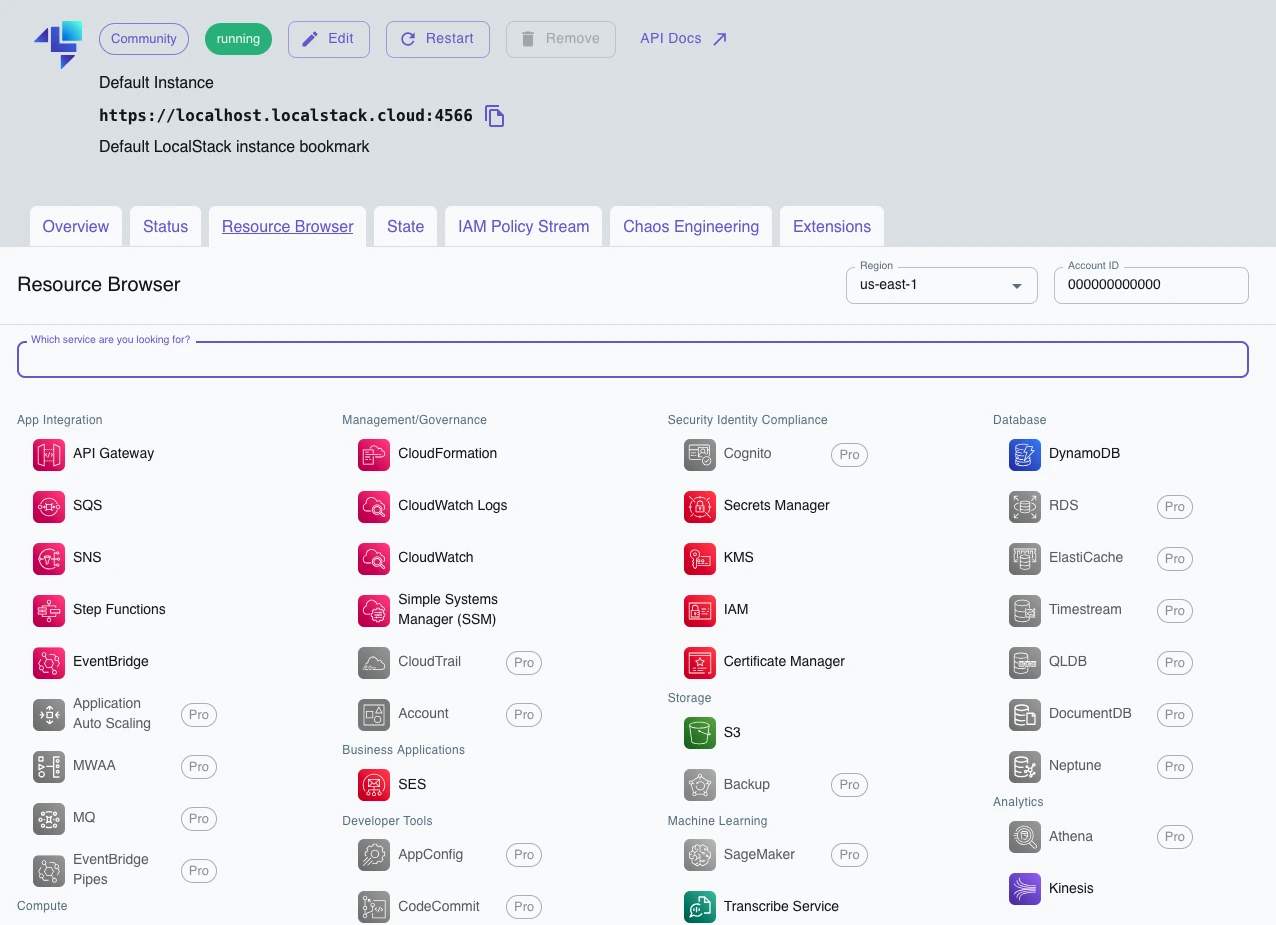 Community
running
Edit
Restart
Remove
API Docs
Default Instance
https://localhost.localstack.cloud:4566
Default LocalStack instance bookmark
Overview
Status
Resource Browser
State
IAM Policy Stream
Chaos Engineering
Extensions
Resource Browser
Region
us-east-1
Account ID
000000000000
Which service are you looking for?
App Integration
API Gateway
SQS
SNS
Step Functions
EventBridge
Application
Auto Scaling
Pro
MWAA
Pro
MQ
Pro
EventBridge
Pipes
Pro
Compute
Management/Governance
CloudFormation
CloudWatch Logs
CloudWatch
Simple Systems
Manager (SSM)
CloudTrail
Pro
Account
Pro
Business Applications
SES
Developer Tools
AppConfig
Pro
CodeCommit
Pro
Security Identity Compliance
Cognito
Pro
Secrets Manager
KMS
IAM
Certificate Manager
Storage
S3
Backup
Pro
Machine Learning
SageMaker
Pro
Transcribe Service
Database
DynamoDB
RDS
Pro
ElastiCache
Pro
Timestream
Pro
QLDB
Pro
DocumentDB
Pro
Neptune
Pro
Analytics
Athena
Pro
Kinesis